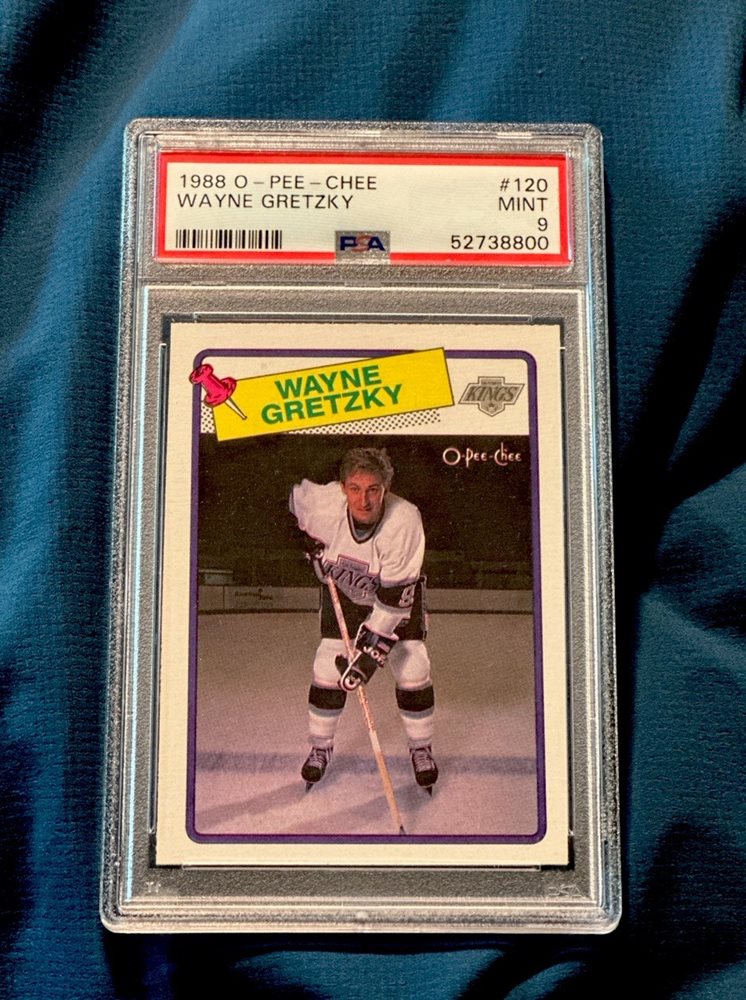 1988 O-PEE-CHEE #120
WAYNE GRETZKY MINT
9
PSA 52738800
WAYNE
GRETZKY
KINGS
O-Pee-Chee
KINGS